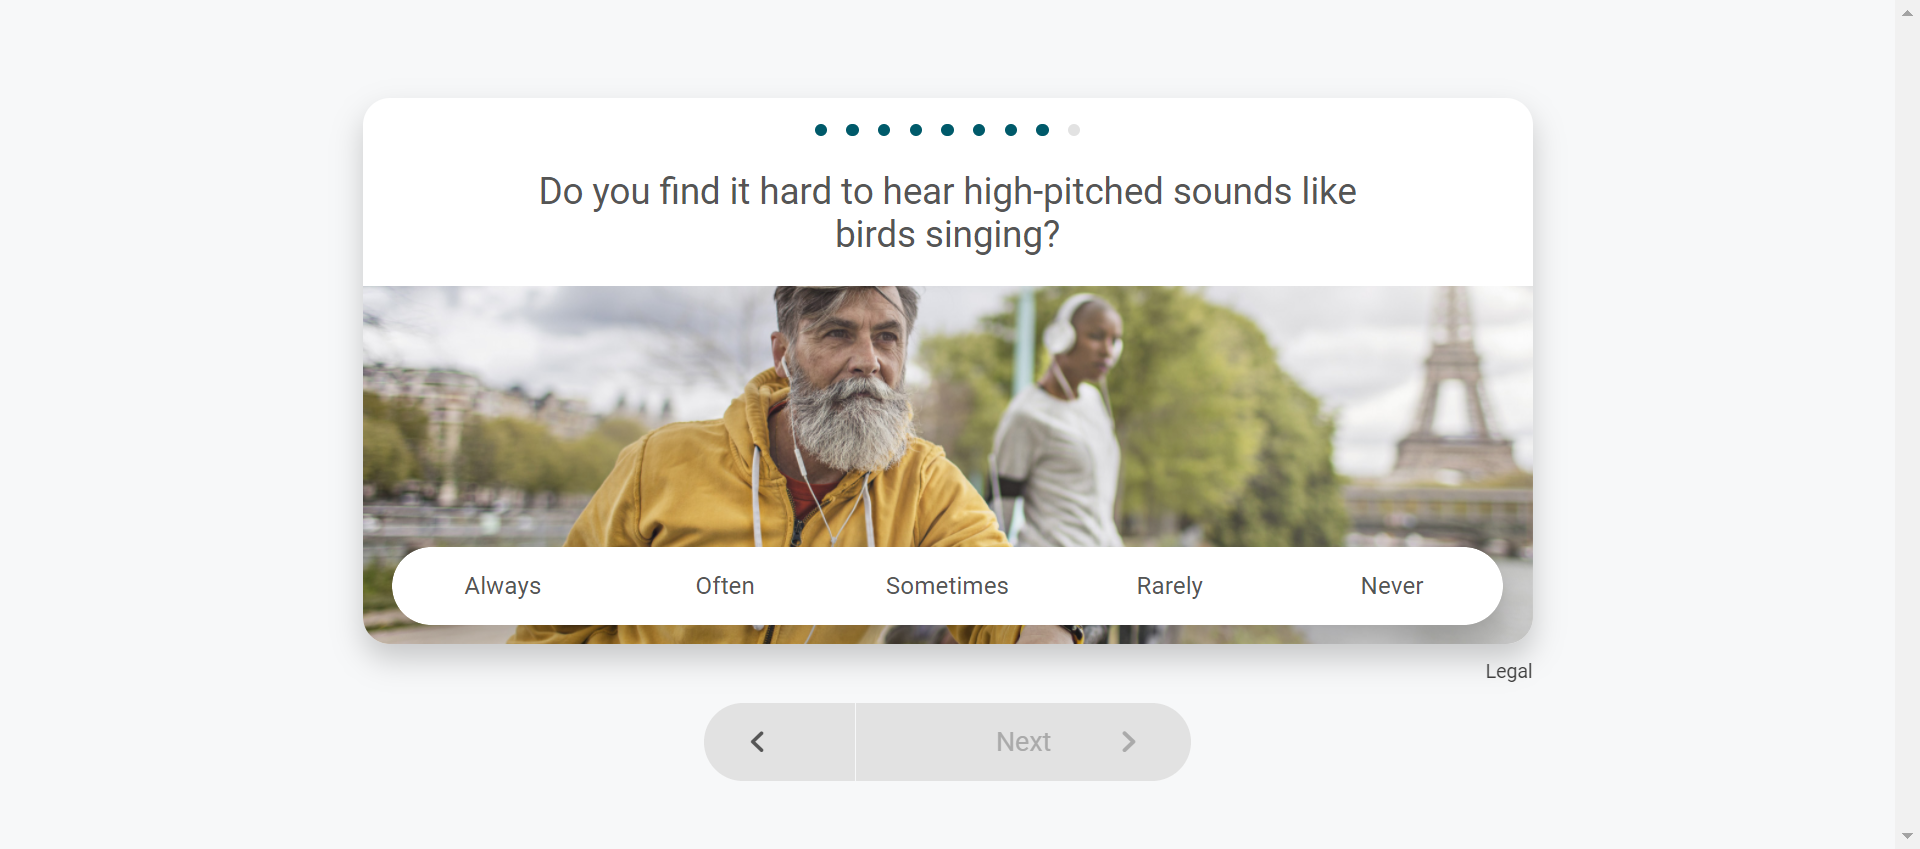 Do you find it hard to hear high-pitched sounds like
birds singing?
Always Often Sometimes Rarely Never
Legal
Next